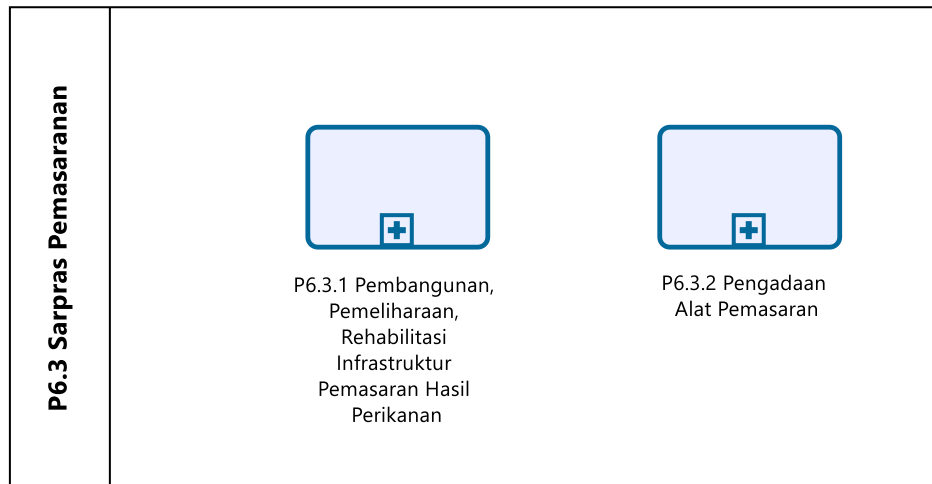 P6.3 Sarpras Pemasaranan
P6.3.1 Pembangunan,
Pemeliharaan,
Rehabilitasi
Infrastruktur
Pemasaran Hasil
Perikanan
P6.3.2 Pengadaan
Alat Pemasaran